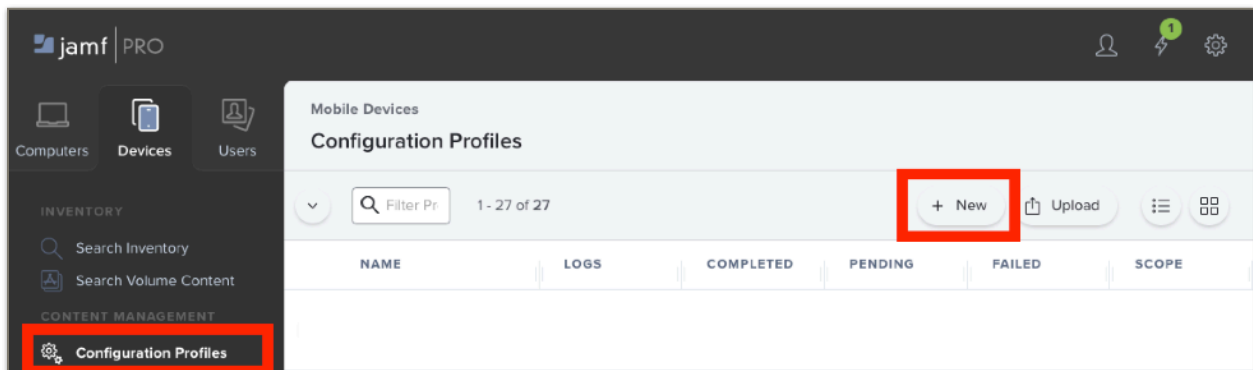 jamf PRO
1
Computers Devices Users
Mobile Devices
Configuration Profiles
INVENTORY
Search Inventory
Search Volume Content
CONTENT MANAGEMENT
Configuration Profiles
Filter Pr
1 - 27 of 27
+ New
Upload
NAME LOGS COMPLETED PENDING FAILED SCOPE